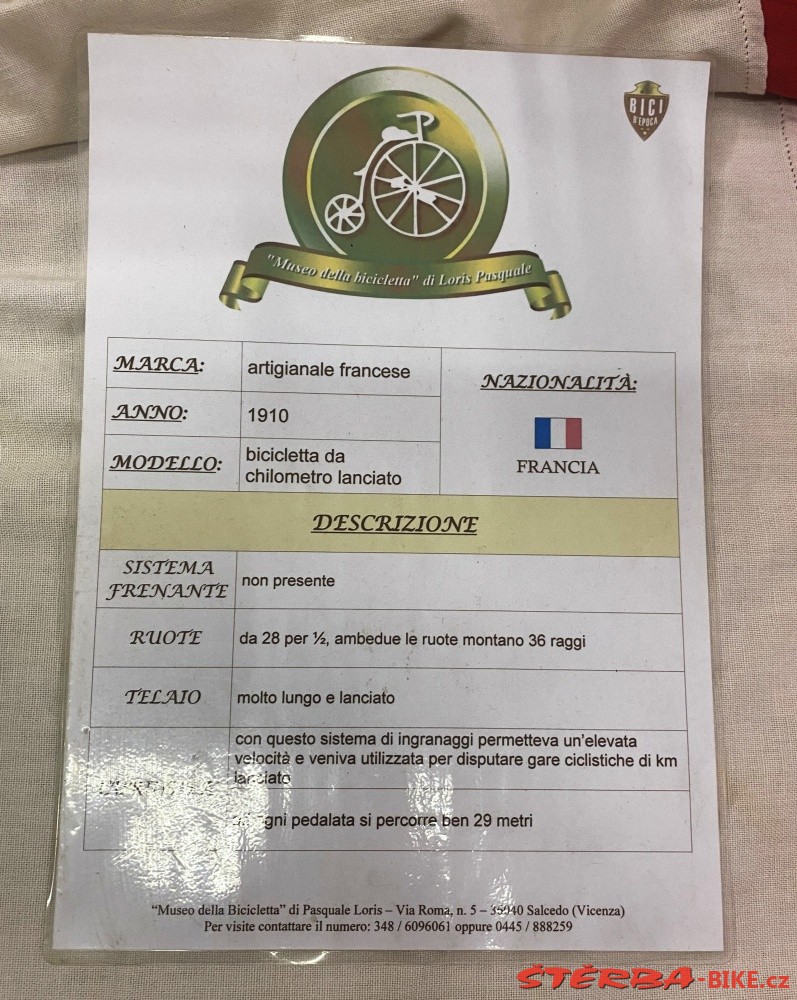 BICI
D'EPOCA
"Museo della bicicletta" di Loris Pasquale
MARCA:
artigianale francese
NAZIONALITÀ:
ANNO:
1910
MODELLO:
bicicletta da
chilometro lanciato
FRANCIA
DESCRIZIONE
SISTEMA
FRENANTE
non presente
RUOTE
da 28 per ½, ambedue le ruote montano 36 raggi
TELAIO
molto lungo e lanciato
con questo sistema di ingranaggi permetteva un'elevata
velocità e veniva utilizzata per disputare gare ciclistiche di km
lanciato
ogni pedalata si percorre ben 29 metri
"Museo della Bicicletta" di Pasquale Loris – Via Roma, n. 5 – 36040 Salcedo (Vicenza)
Per visite contattare il numero: 348 / 6096061 oppure 0445 / 888259
ŠTĚRBA-BIKE.cz